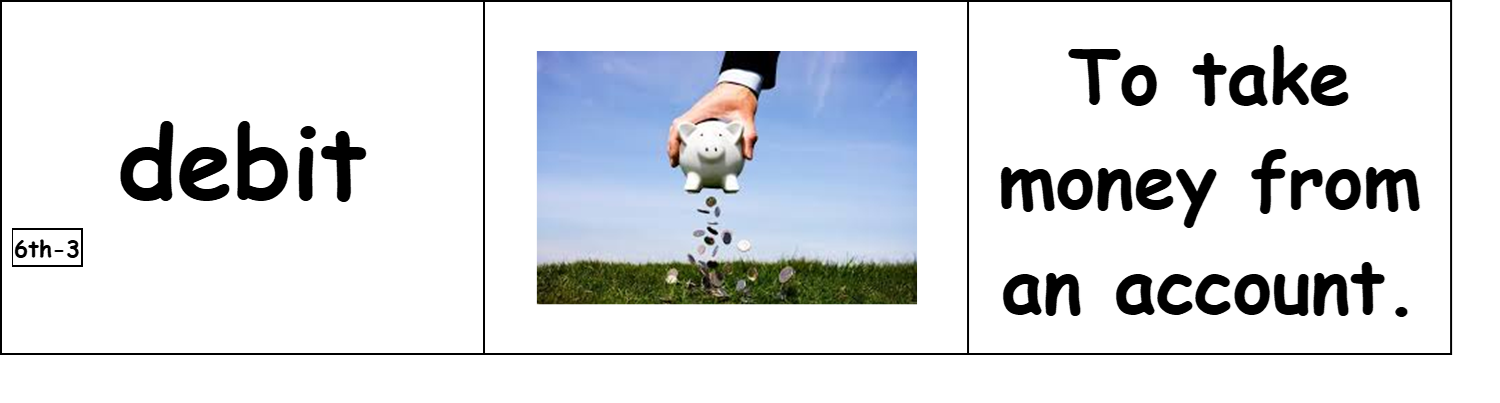 debit
6th-3
To take
money from
an account.